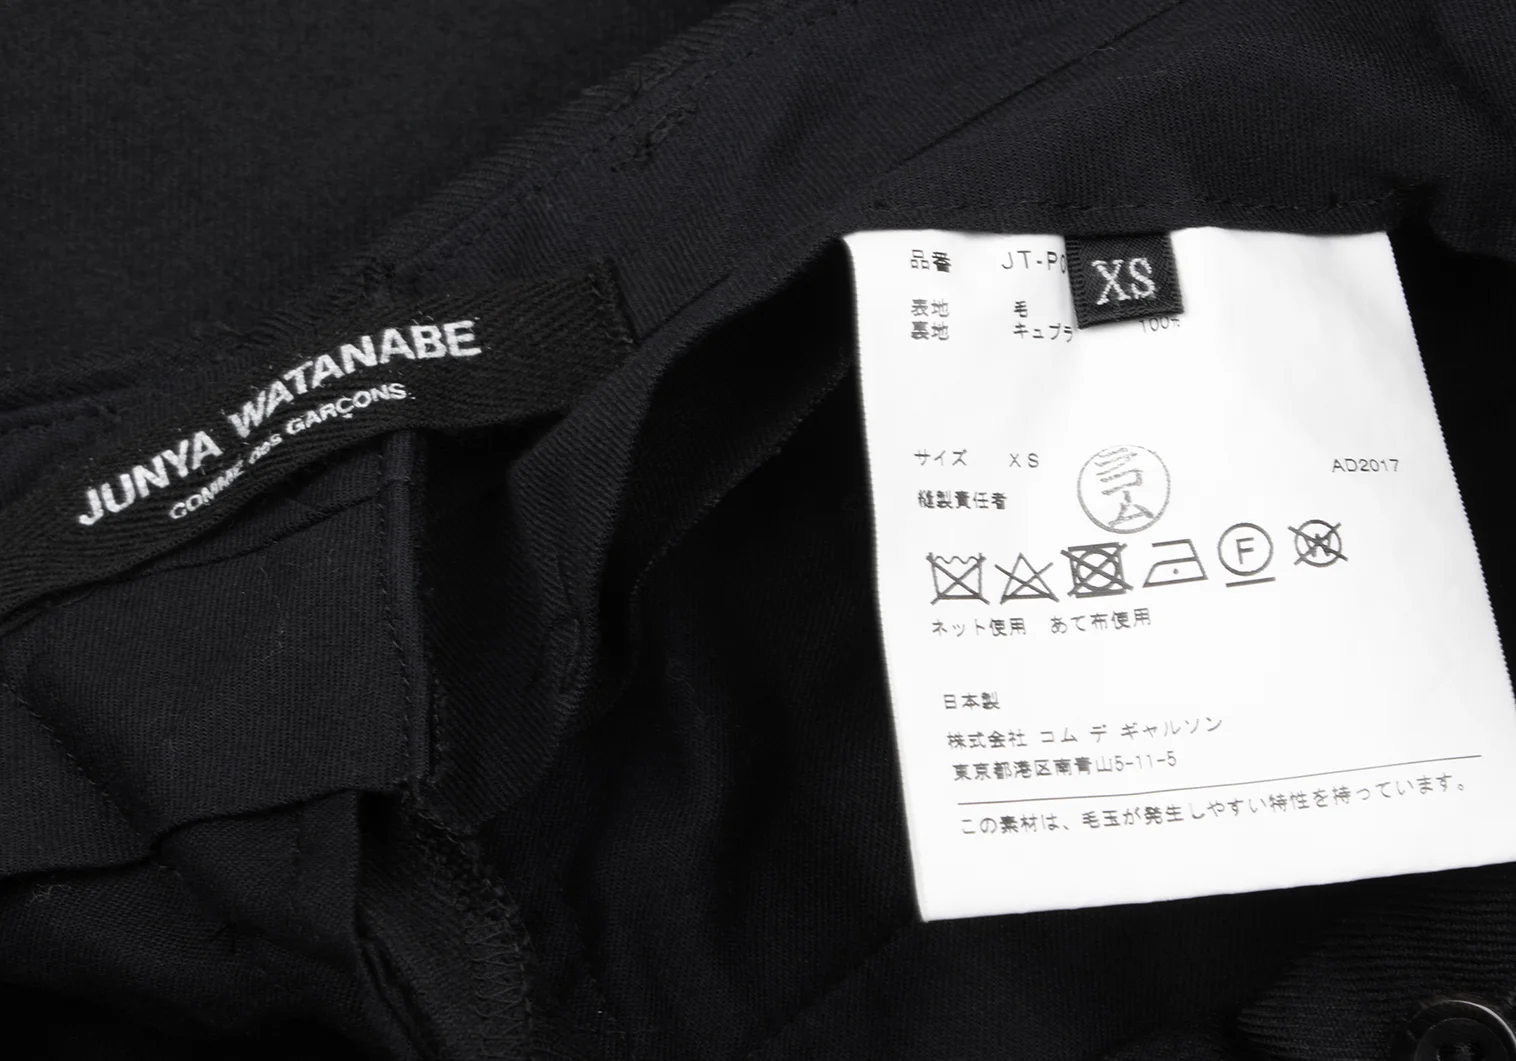 JUNYA WATANABE
COMME des GARÇONS
XS
品番 JT-P0
表地 毛
裏地 キュプラ 100%
サイズ XS AD2017
縫製責任者 コム
F W
ネット使用 あて布使用
日本製
株式会社 コム デ ギャルソン
東京都港区南青山5-11-5
この素材は、毛玉が発生しやすい特性を持っています。